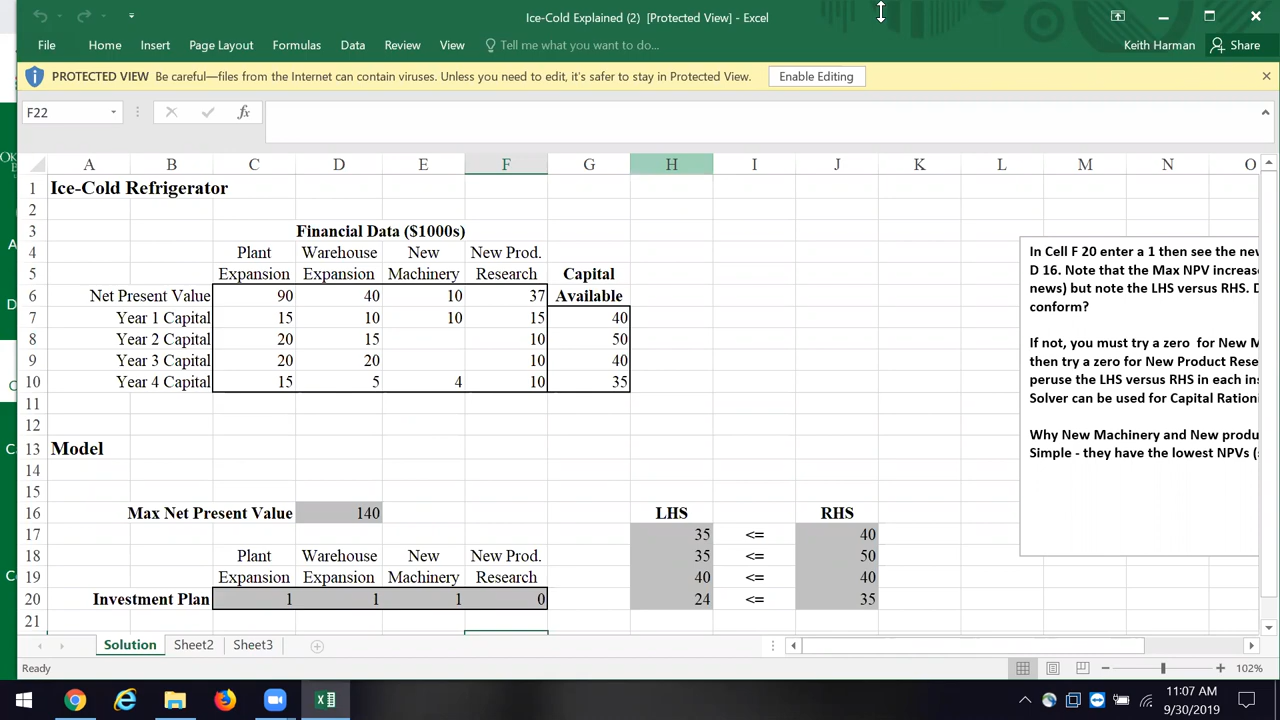 Ice-Cold Explained (2) [Protected View] - Excel
File Home Insert Page Layout Formulas Data Review View Tell me what you want to do... Keith Harman Share
PROTECTED VIEW Be careful—files from the Internet can contain viruses. Unless you need to edit, it's safer to stay in Protected View. Enable Editing
F22 fx
A B C D E F G H I J K L M N O
1 Ice-Cold Refrigerator
2
3 Financial Data ($1000s)
4 Plant Warehouse New New Prod.
5 Expansion Expansion Machinery Research Capital
6 Net Present Value 90 40 10 37 Available
7 Year 1 Capital 15 10 10 15 40
8 Year 2 Capital 20 15 10 50
9 Year 3 Capital 20 20 10 40
10 Year 4 Capital 15 5 4 10 35
11
12
13 Model
14
15
16 Max Net Present Value 140 LHS RHS
17 35 <= 40
18 Plant Warehouse New New Prod. 35 <= 50
19 Expansion Expansion Machinery Research 40 <= 40
20 Investment Plan 1 1 1 0 24 <= 35
21
In Cell F 20 enter a 1 then see the new
D 16. Note that the Max NPV increas
news) but note the LHS versus RHS. D
conform?
If not, you must try a zero for New M
then try a zero for New Product Rese
peruse the LHS versus RHS in each ins
Solver can be used for Capital Ration
Why New Machinery and New produ
Simple - they have the lowest NPVs (
Solution Sheet2 Sheet3
Ready 102%
11:07 AM
9/30/2019